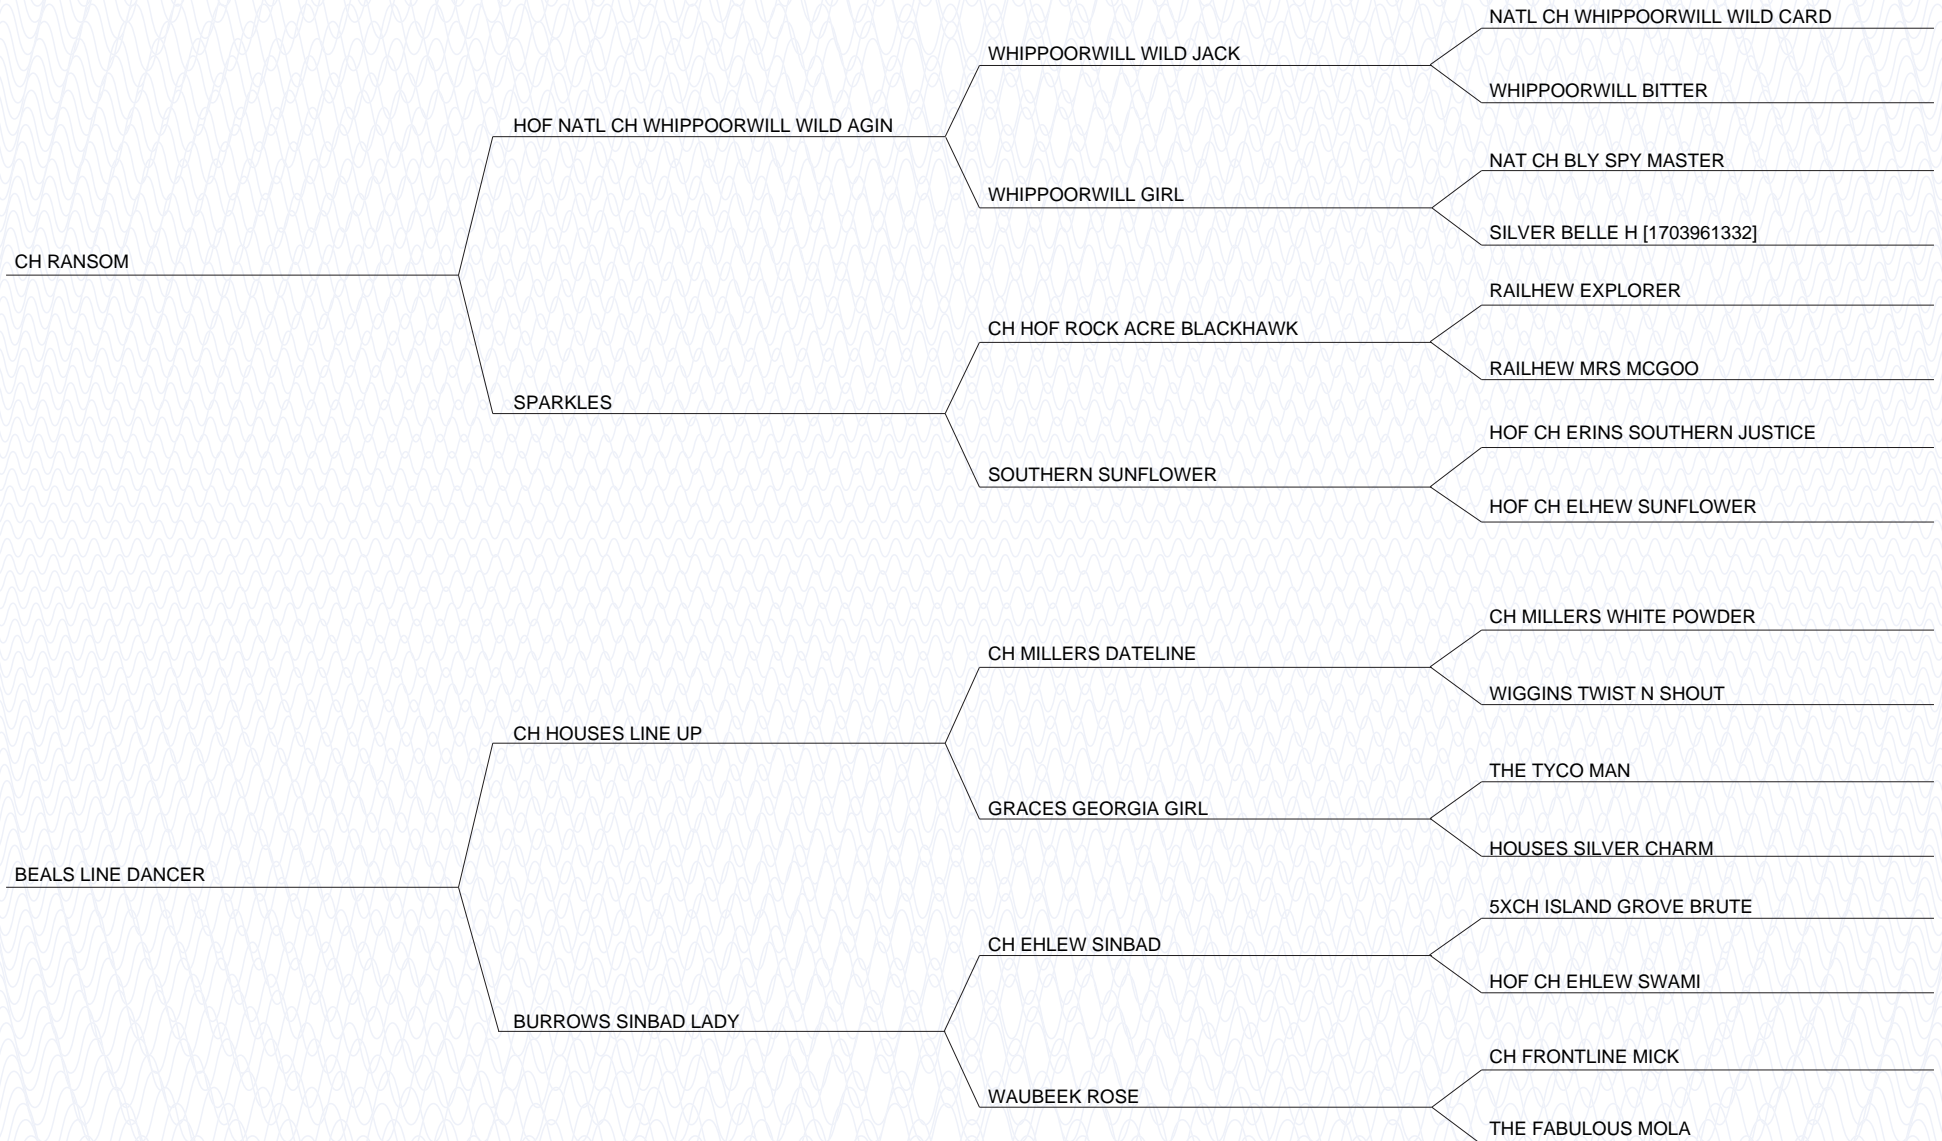 NATL CH WHIPPOORWILL WILD CARD
WHIPPOORWILL WILD JACK
WHIPPOORWILL BITTER
HOF NATL CH WHIPPOORWILL WILD AGIN
NAT CH BLY SPY MASTER
WHIPPOORWILL GIRL
SILVER BELLE H [1703961332]
CH RANSOM
RAILHEW EXPLORER
CH HOF ROCK ACRE BLACKHAWK
RAILHEW MRS MCGOO
SPARKLES
HOF CH ERINS SOUTHERN JUSTICE
SOUTHERN SUNFLOWER
HOF CH ELHEW SUNFLOWER
CH MILLERS WHITE POWDER
CH MILLERS DATELINE
WIGGINS TWIST N SHOUT
CH HOUSES LINE UP
THE TYCO MAN
GRACES GEORGIA GIRL
HOUSES SILVER CHARM
BEALS LINE DANCER
5XCH ISLAND GROVE BRUTE
CH EHLEW SINBAD
HOF CH EHLEW SWAMI
BURROWS SINBAD LADY
CH FRONTLINE MICK
WAUBEEK ROSE
THE FABULOUS MOLA